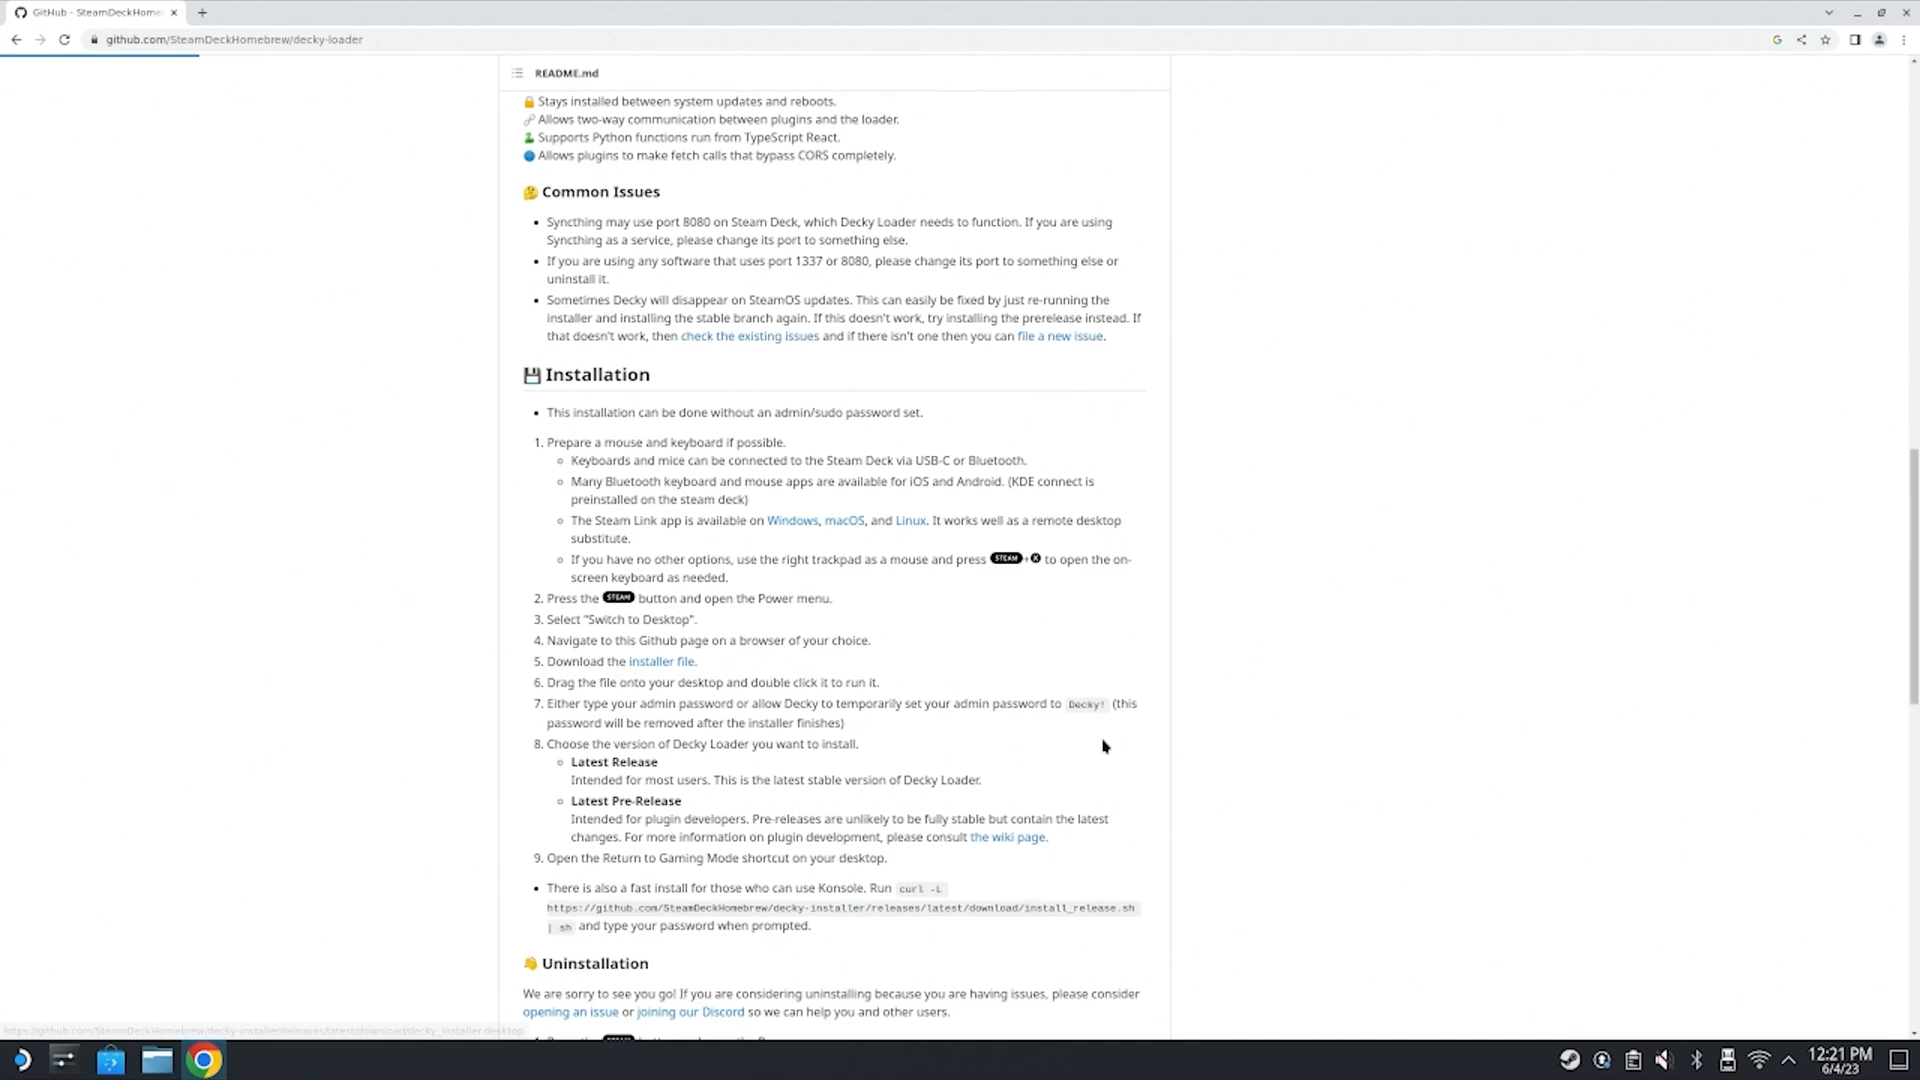 GitHub - SteamDeckHome
github.com/SteamDeckHomebrew/decky-loader
README.md
Stays installed between system updates and reboots.
Allows two-way communication between plugins and the loader.
Supports Python functions run from TypeScript React.
Allows plugins to make fetch calls that bypass CORS completely.
Common Issues
• Syncthing may use port 8080 on Steam Deck, which Decky Loader needs to function. If you are using
Syncthing as a service, please change its port to something else.
• If you are using any software that uses port 1337 or 8080, please change its port to something else or
uninstall it.
• Sometimes Decky will disappear on SteamOS updates. This can easily be fixed by just re-running the
installer and installing the stable branch again. If this doesn't work, try installing the prerelease instead. If
that doesn't work, then check the existing issues and if there isn't one then you can file a new issue.
Installation
• This installation can be done without an admin/sudo password set.
1. Prepare a mouse and keyboard if possible.
Keyboards and mice can be connected to the Steam Deck via USB-C or Bluetooth.
Many Bluetooth keyboard and mouse apps are available for iOS and Android. (KDE connect is
preinstalled on the steam deck)
The Steam Link app is available on Windows, macOS, and Linux. It works well as a remote desktop
substitute.
If you have no other options, use the right trackpad as a mouse and press STEAM+X to open the on-
screen keyboard as needed.
2. Press the STEAM button and open the Power menu.
3. Select "Switch to Desktop".
4. Navigate to this Github page on a browser of your choice.
5. Download the installer file.
6. Drag the file onto your desktop and double click it to run it.
7. Either type your admin password or allow Decky to temporarily set your admin password to Decky! (this
password will be removed after the installer finishes)
8. Choose the version of Decky Loader you want to install.
Latest Release
Intended for most users. This is the latest stable version of Decky Loader.
Latest Pre-Release
Intended for plugin developers. Pre-releases are unlikely to be fully stable but contain the latest
changes. For more information on plugin development, please consult the wiki page.
9. Open the Return to Gaming Mode shortcut on your desktop.
• There is also a fast install for those who can use Konsole. Run curl -L
https://github.com/SteamDeckHomebrew/decky-installer/releases/latest/download/install_release.sh
| sh and type your password when prompted.
Uninstallation
We are sorry to see you go! If you are considering uninstalling because you are having issues, please consider
opening an issue or joining our Discord so we can help you and other users.
https://github.com/SteamDeckHomebrew/decky-installer/releases/latest/download/decky_installer.desktop
12:21 PM
6/4/23